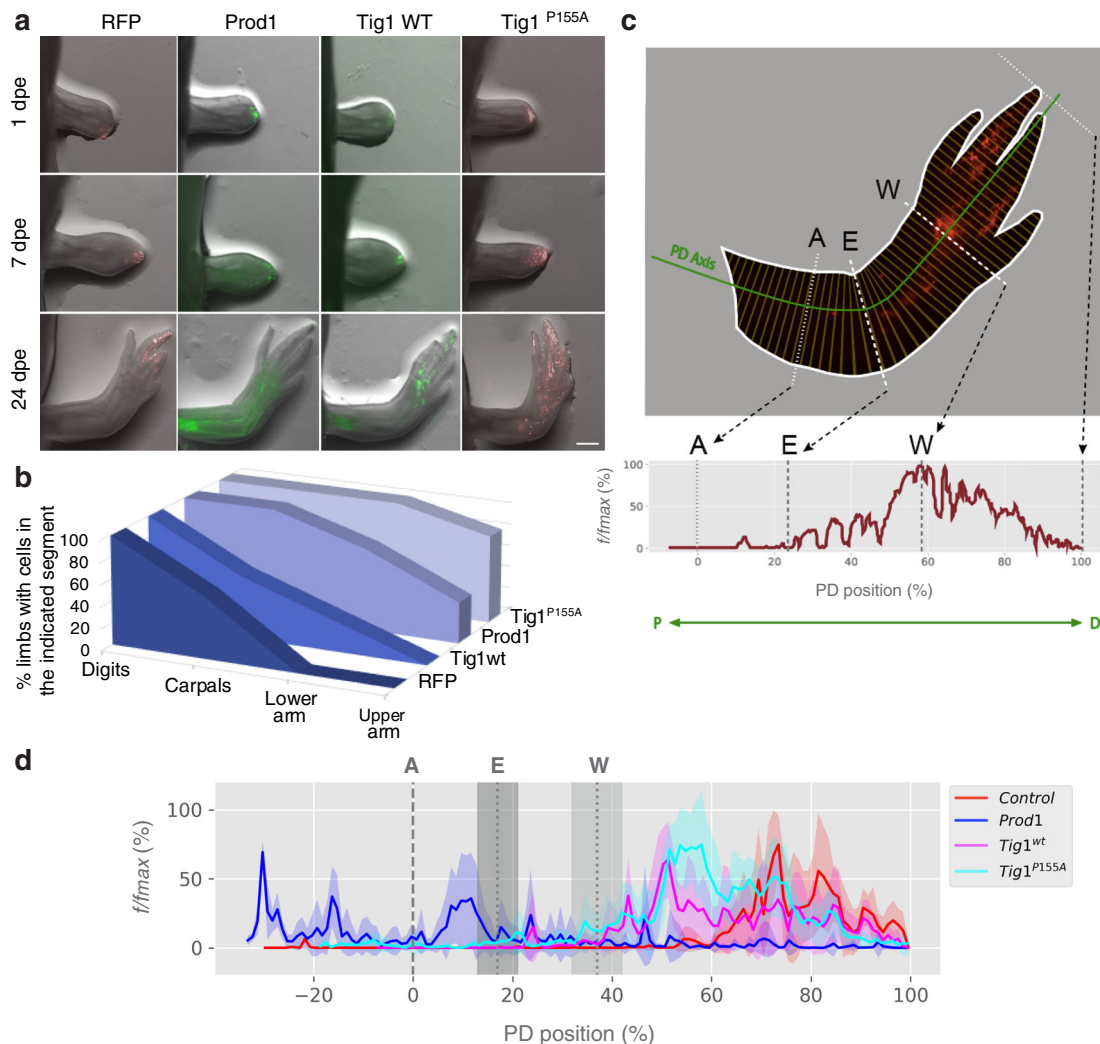 a
RFP Prod1 Tig1 WT Tig1 P155A
1 dpe
7 dpe
24 dpe
b
% limbs with cells in
the indicated segment
100
80
60
40
20
0
Digits
Carpals
Lower
arm
Upper
arm
RFP
Tig1wt
Prod1
Tig1P155A
c
PD Axis
A
E
W
A E W
f/fmax (%)
100
50
0
0 20 40 60 80 100
PD position (%)
P D
d
A E W
f/fmax (%)
100
50
0
−20 0 20 40 60 80 100
PD position (%)
Control
Prod1
Tig1wt
Tig1P155A